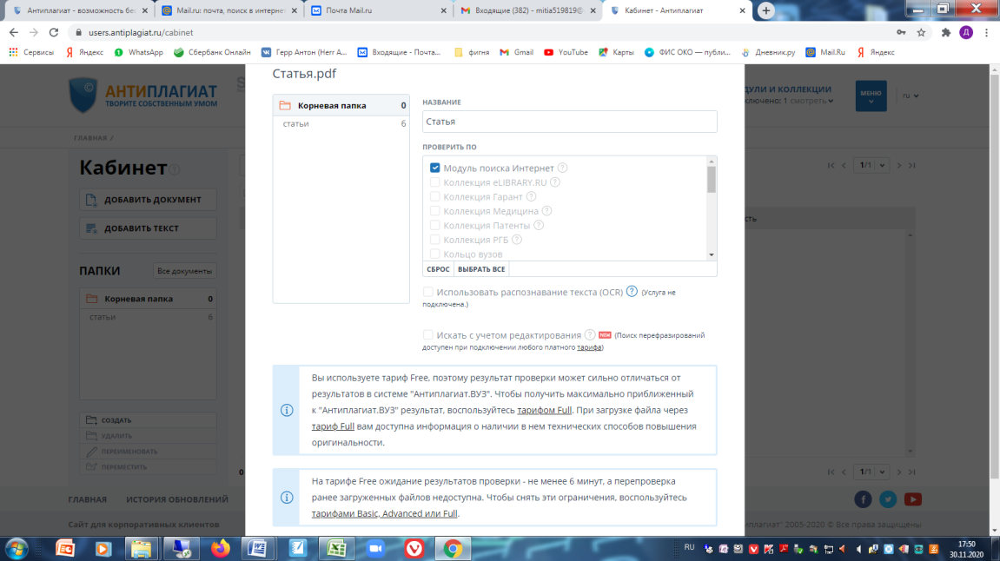 Антиплагиат - возможность бес
Mail.ru: почта, поиск в интернет
Почта Mail.ru
Входящие (382) - mitia519819@
Кабинет - Антиплагиат
users.antiplagiat.ru/cabinet
Д
Сервисы
Яндекс
WhatsApp
Сбербанк Онлайн
Герр Антон (Herr A...
Входящие - Почта...
фигня
Gmail
YouTube
Карты
ФИС ОКО — публи...
Дневник.ру
Mail.Ru
Яндекс
Статья.pdf
АНТИПЛАГИАТ
ТВОРИТЕ СОБСТВЕННЫМ УМОМ
S
ДУЛИ И КОЛЛЕКЦИИ
ключено: 1 смотреть
МЕНЮ
ru
ГЛАВНАЯ /
Кабинет
ДОБАВИТЬ ДОКУМЕНТ
ДОБАВИТЬ ТЕКСТ
ПАПКИ
Все документы
Корневая папка 0
статьи 6
СОЗДАТЬ
УДАЛИТЬ
ПЕРЕИМЕНОВАТЬ
ПЕРЕМЕСТИТЬ
Корневая папка 0
статьи 6
НАЗВАНИЕ
Статья
ПРОВЕРИТЬ ПО
Модуль поиска Интернет ?
Коллекция eLIBRARY.RU ?
Коллекция Гарант ?
Коллекция Медицина ?
Коллекция Патенты ?
Коллекция РГБ ?
Кольцо вузов
СБРОС ВЫБРАТЬ ВСЕ
Использовать распознавание текста (OCR) ? (Услуга не
подключена.)
Искать с учетом редактирования ? NEW (Поиск перефразирований
доступен при подключении любого платного тарифа)
Вы используете тариф Free, поэтому результат проверки может сильно отличаться от
результатов в системе "Антиплагиат.ВУЗ". Чтобы получить максимально приближенный
к "Антиплагиат.ВУЗ" результат, воспользуйтесь тарифом Full. При загрузке файла через
тариф Full вам доступна информация о наличии в нем технических способов повышения
оригинальности.
На тарифе Free ожидание результатов проверки - не менее 6 минут, а перепроверка
ранее загруженных файлов недоступна. Чтобы снять эти ограничения, воспользуйтесь
тарифами Basic, Advanced или Full.
1/1
сть
0
1/1
ГЛАВНАЯ
ИСТОРИЯ ОБНОВЛЕНИЙ
Сайт для корпоративных клиентов
иплагиат" 2005-2020 © Все права защищены
RU
17:50
30.11.2020